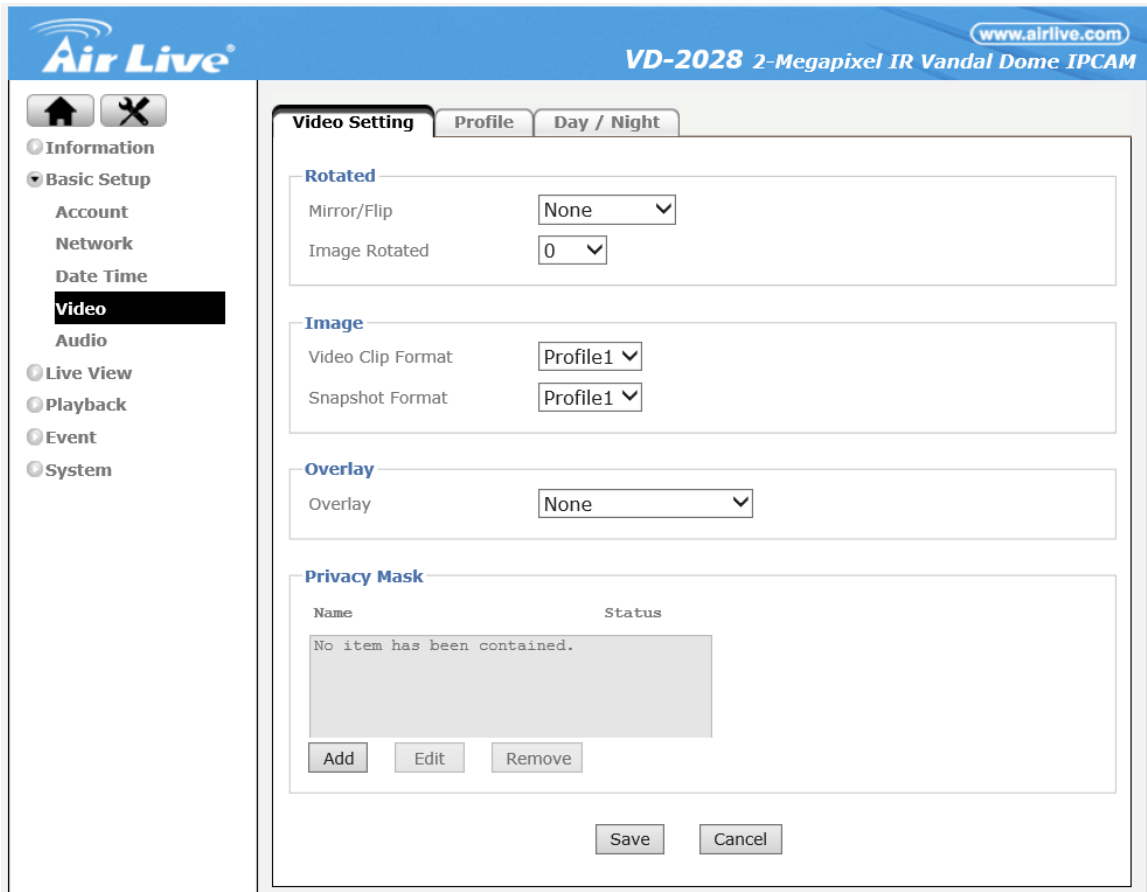 Air Live®
www.airlive.com
VD-2028 2-Megapixel IR Vandal Dome IPCAM
Information
Basic Setup
Account
Network
Date Time
Video
Audio
Live View
Playback
Event
System
Video Setting Profile Day / Night
Rotated
Mirror/Flip None
Image Rotated 0
Image
Video Clip Format Profile1
Snapshot Format Profile1
Overlay
Overlay None
Privacy Mask
Name Status
No item has been contained.
Add Edit Remove
Save Cancel